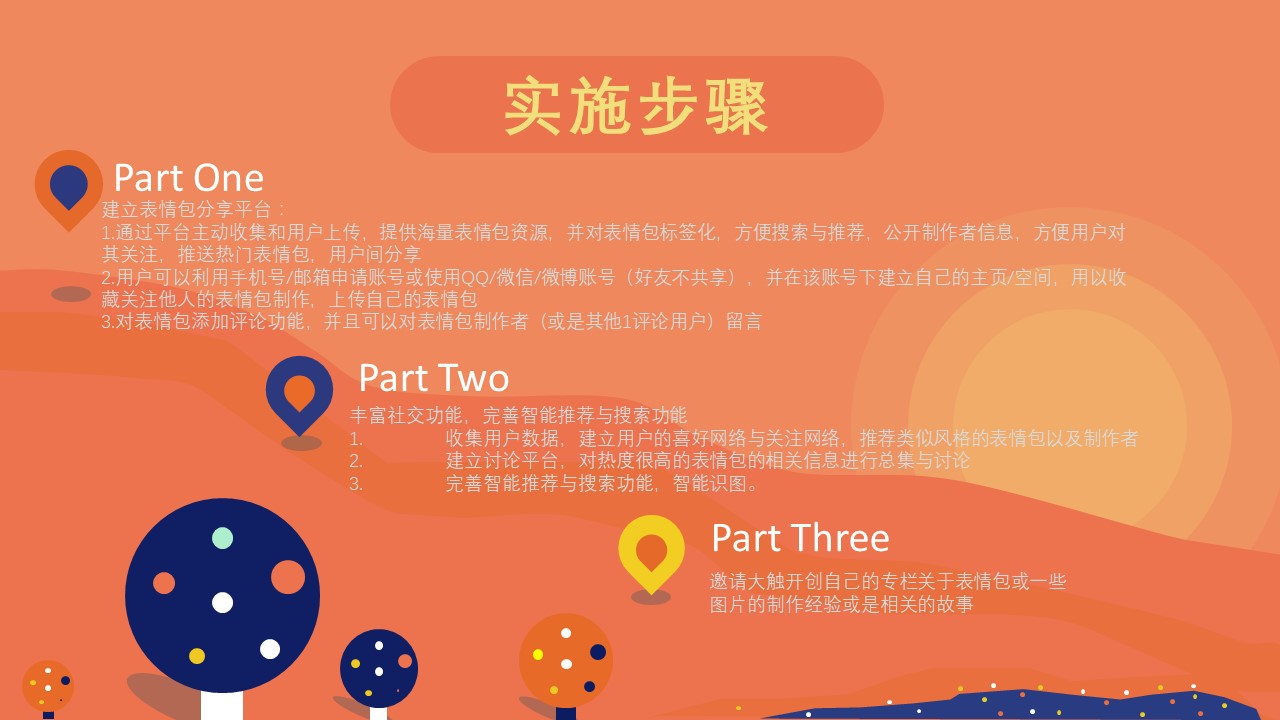 实施步骤
Part One
建立表情包分享平台：
1.通过平台主动收集和用户上传，提供海量表情包资源，并对表情包标签化，方便搜索与推荐，公开制作者信息，方便用户对
其关注，推送热门表情包，用户间分享
2.用户可以利用手机号/邮箱申请账号或使用QQ/微信/微博账号（好友不共享），并在该账号下建立自己的主页/空间，用以收
藏关注他人的表情包制作，上传自己的表情包
3.对表情包添加评论功能，并且可以对表情包制作者（或是其他1评论用户）留言
Part Two
丰富社交功能，完善智能推荐与搜索功能
1. 收集用户数据，建立用户的喜好网络与关注网络，推荐类似风格的表情包以及制作者
2. 建立讨论平台，对热度很高的表情包的相关信息进行总集与讨论
3. 完善智能推荐与搜索功能，智能识图。
Part Three
邀请大触开创自己的专栏关于表情包或一些
图片的制作经验或是相关的故事